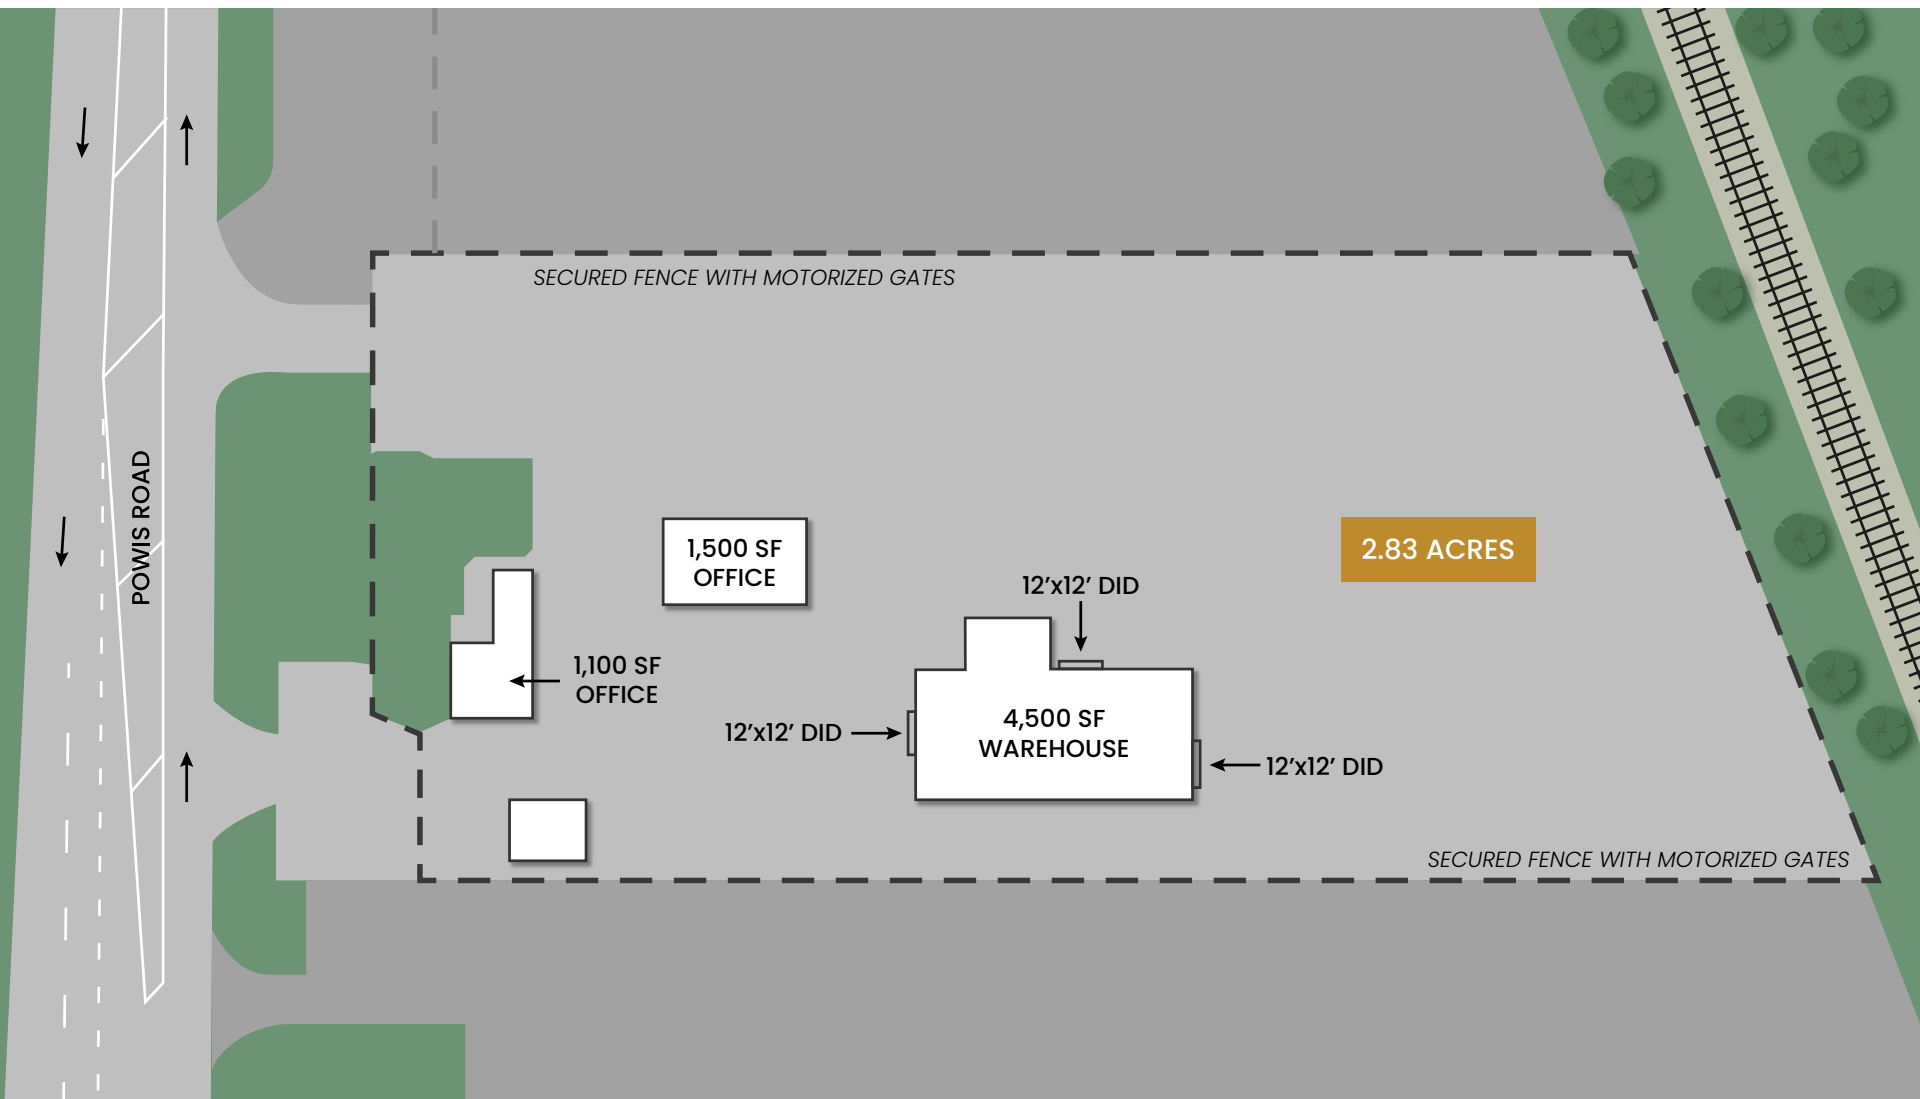 SECURED FENCE WITH MOTORIZED GATES
POWIS ROAD
1,500 SF
OFFICE
2.83 ACRES
12’x12’ DID
1,100 SF
OFFICE
12’x12’ DID
4,500 SF
WAREHOUSE
12’x12’ DID
SECURED FENCE WITH MOTORIZED GATES